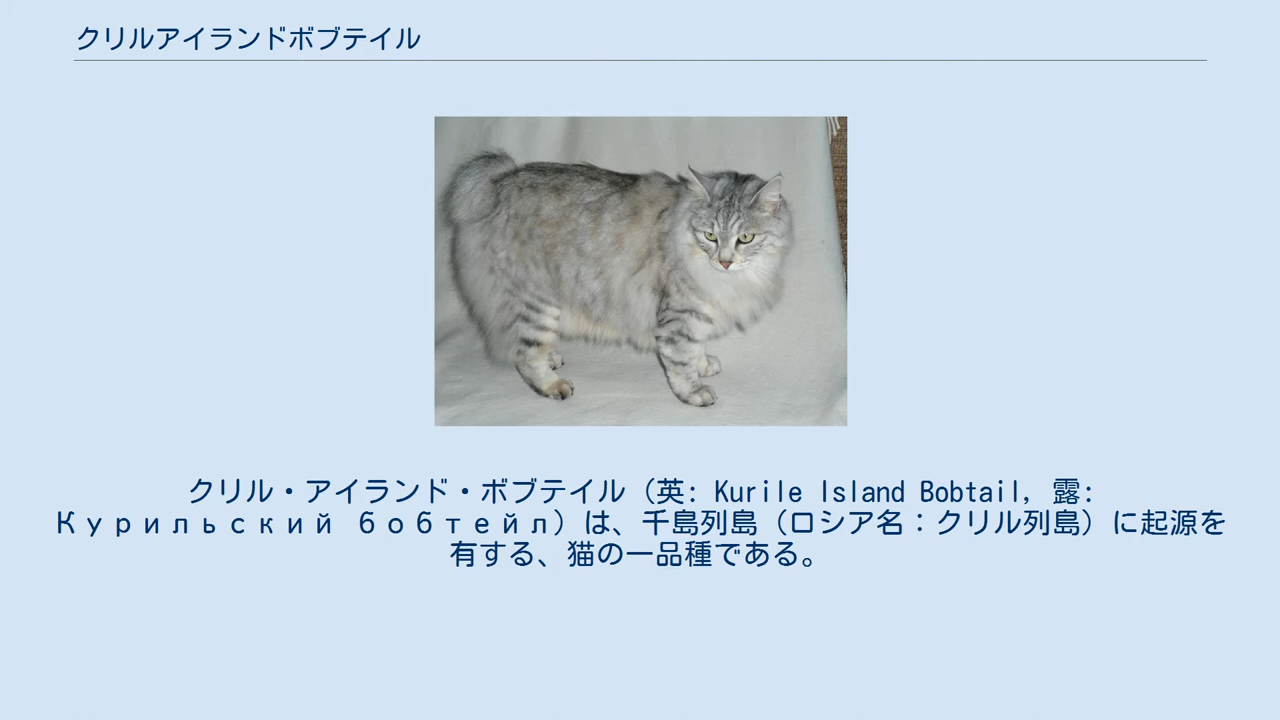 クリルアイランドボブテイル
クリル・アイランド・ボブテイル（英: Kurile Island Bobtail, 露:
Курильский бобтейл）は、千島列島（ロシア名：クリル列島）に起源を
有する、猫の一品種である。